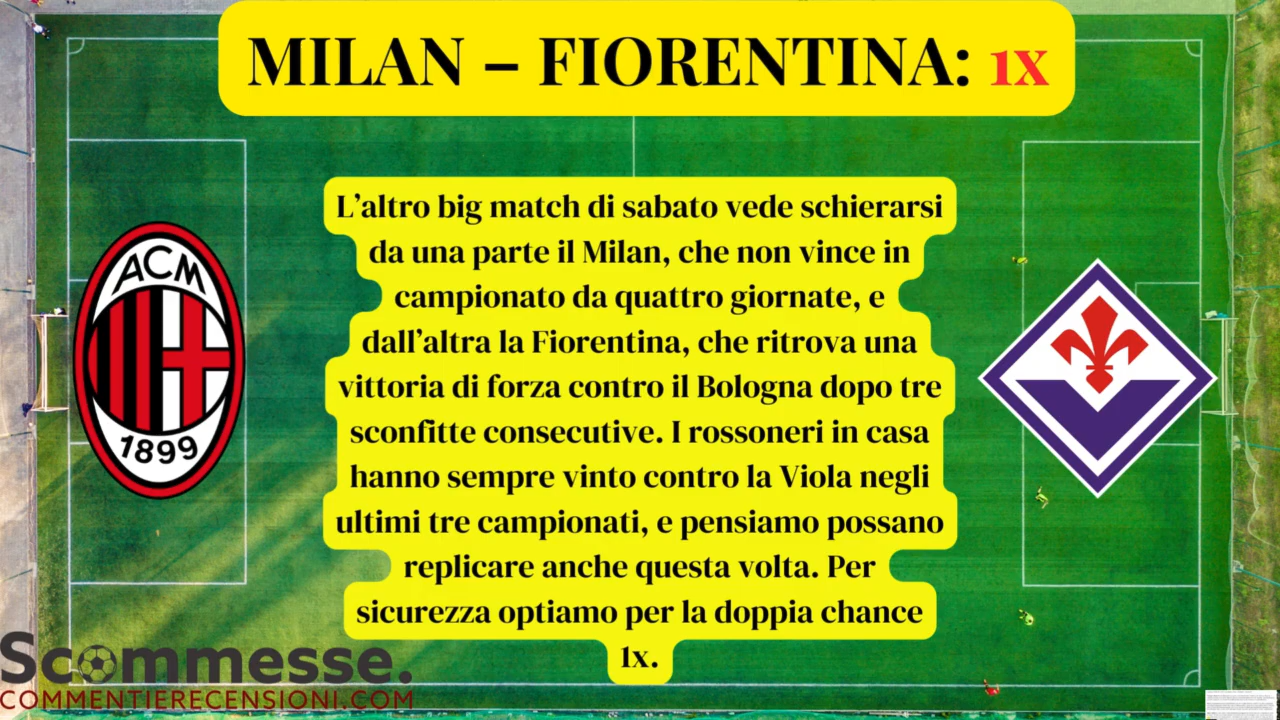 MILAN – FIORENTINA: 1X
L’altro big match di sabato vede schierarsi
da una parte il Milan, che non vince in
campionato da quattro giornate, e
dall’altra la Fiorentina, che ritrova una
vittoria di forza contro il Bologna dopo tre
sconfitte consecutive. I rossoneri in casa
hanno sempre vinto contro la Viola negli
ultimi tre campionati, e pensiamo possano
replicare anche questa volta. Per
sicurezza optiamo per la doppia chance
1x.
ACM
1899
Scommesse.
COMMENTIERECENSIONI.COM